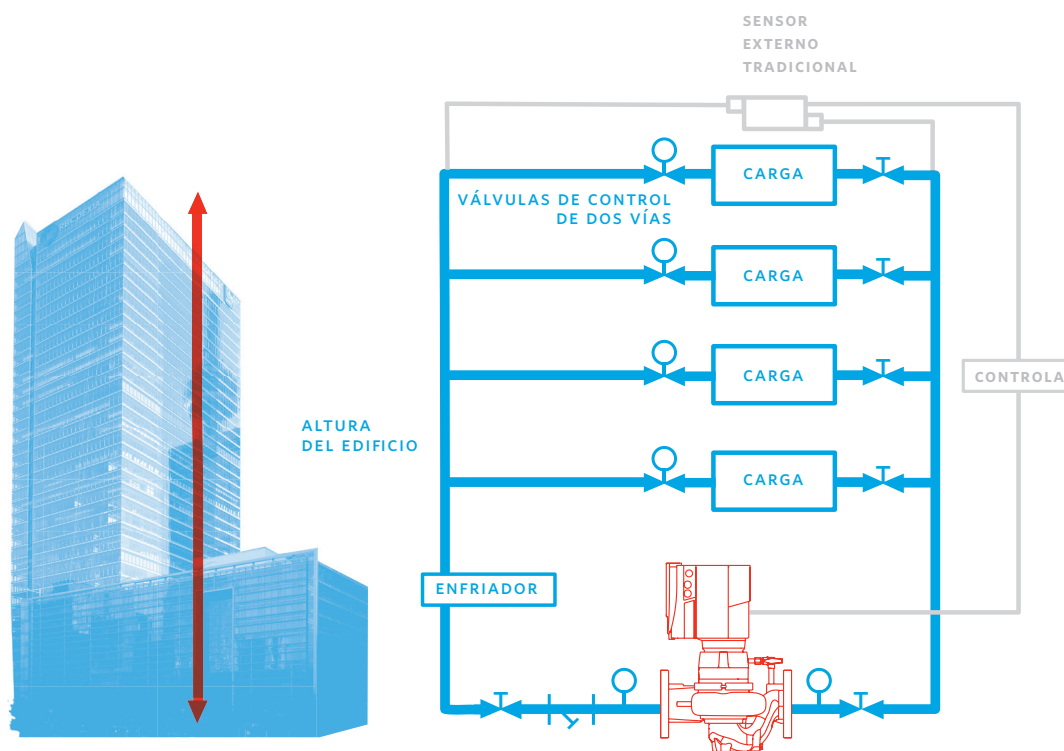 SENSOR
EXTERNO
TRADICIONAL
CARGA
VÁLVULAS DE CONTROL
DE DOS VÍAS
CARGA
CARGA
CONTROLA
ALTURA
DEL EDIFICIO
CARGA
ENFRIADOR